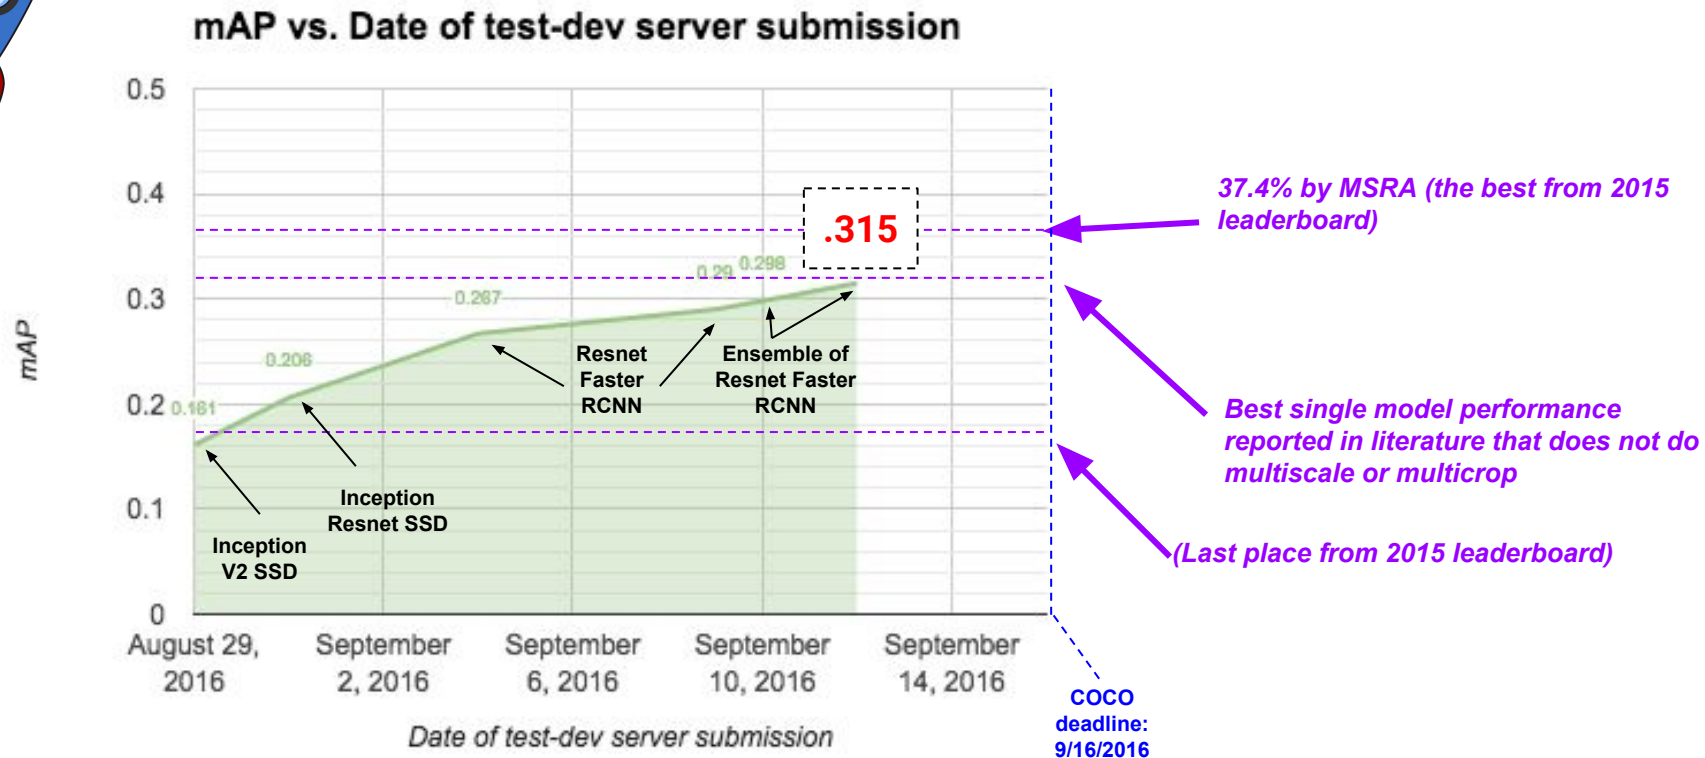 mAP vs. Date of test-dev server submission
0.5
0.4
0.3
0.2
0.1
0
mAP
0.161
0.206
0.267
0.29
0.298
.315
Inception
V2 SSD
Inception
Resnet SSD
Resnet
Faster
RCNN
Ensemble of
Resnet Faster
RCNN
37.4% by MSRA (the best from 2015
leaderboard)
Best single model performance
reported in literature that does not do
multiscale or multicrop
(Last place from 2015 leaderboard)
August 29,
2016
September
2, 2016
September
6, 2016
September
10, 2016
September
14, 2016
COCO
deadline:
9/16/2016
Date of test-dev server submission